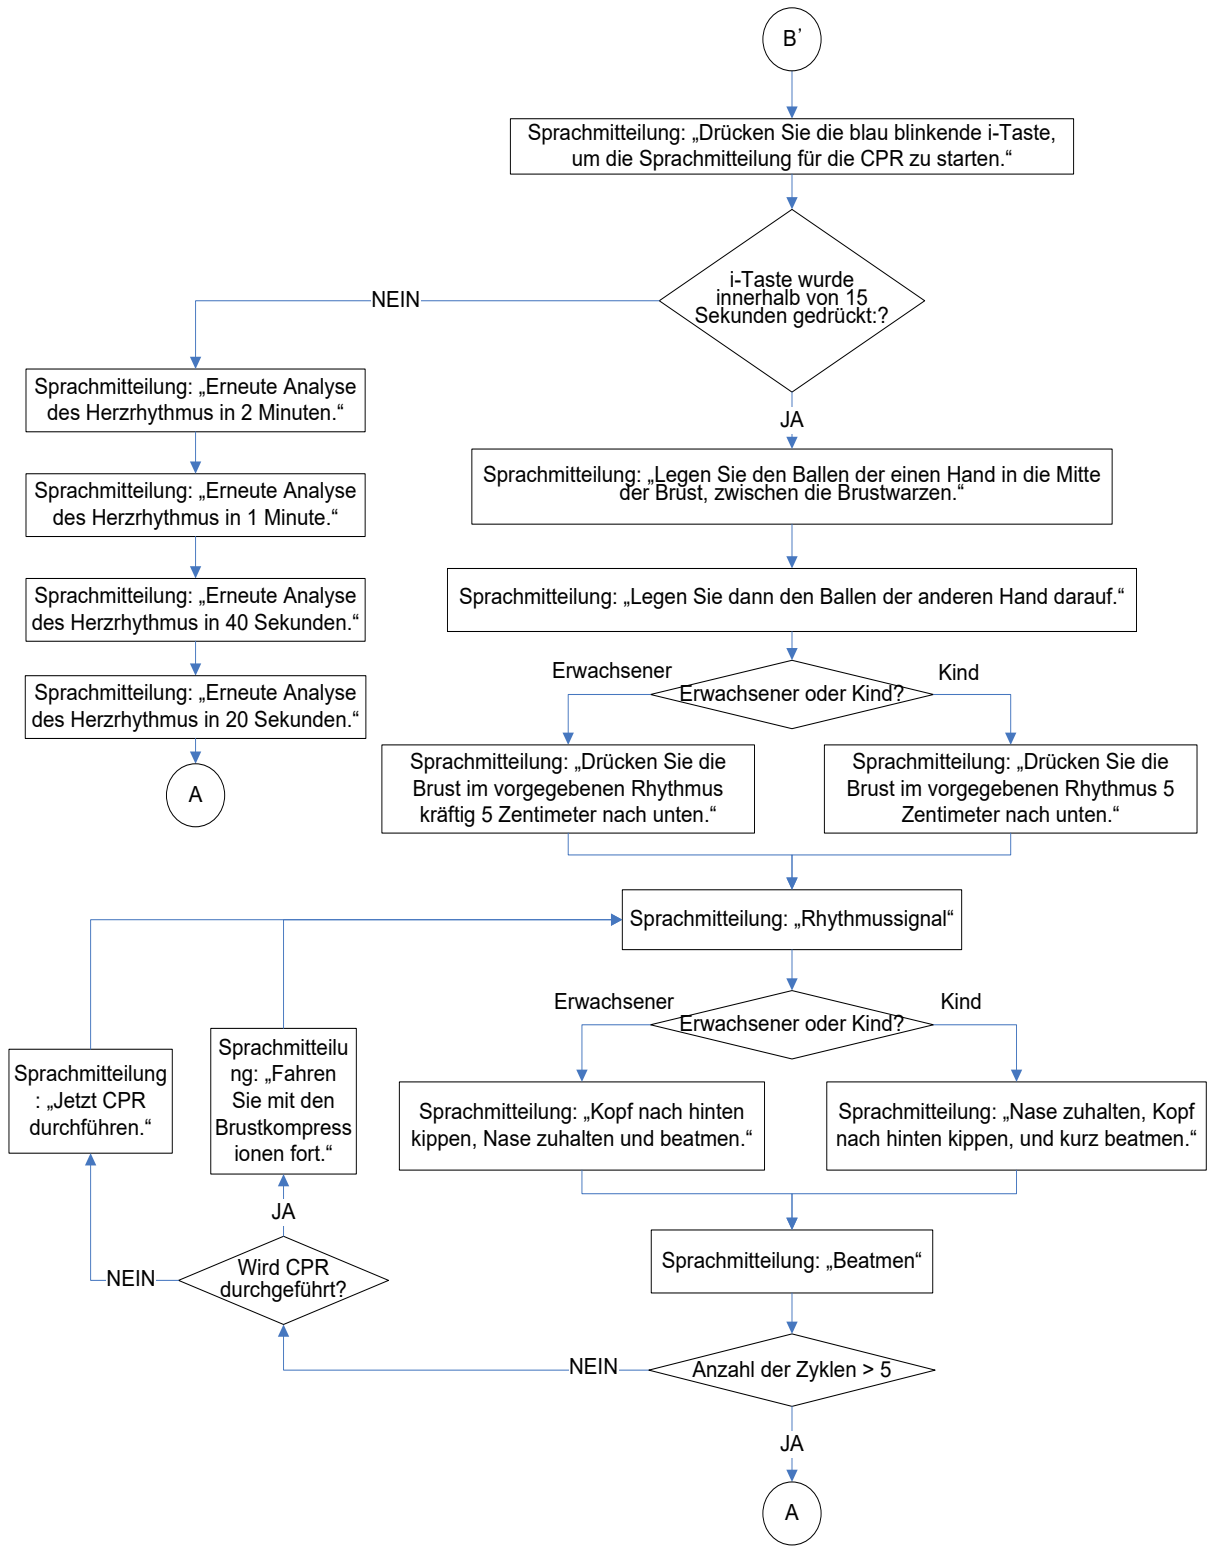 B’
Sprachmitteilung: „Drücken Sie die blau blinkende i-Taste,
um die Sprachmitteilung für die CPR zu starten.“
i-Taste wurde
innerhalb von 15
Sekunden gedrückt:?
NEIN
JA
Sprachmitteilung: „Erneute Analyse
des Herzrhythmus in 2 Minuten.“
Sprachmitteilung: „Erneute Analyse
des Herzrhythmus in 1 Minute.“
Sprachmitteilung: „Erneute Analyse
des Herzrhythmus in 40 Sekunden.“
Sprachmitteilung: „Erneute Analyse
des Herzrhythmus in 20 Sekunden.“
A
Sprachmitteilung: „Legen Sie den Ballen der einen Hand in die Mitte
der Brust, zwischen die Brustwarzen.“
Sprachmitteilung: „Legen Sie dann den Ballen der anderen Hand darauf.“
Erwachsener
Erwachsener oder Kind?
Kind
Sprachmitteilung: „Drücken Sie die
Brust im vorgegebenen Rhythmus
kräftig 5 Zentimeter nach unten.“
Sprachmitteilung: „Drücken Sie die
Brust im vorgegebenen Rhythmus 5
Zentimeter nach unten.“
Sprachmitteilung: „Rhythmussignal“
Erwachsener
Erwachsener oder Kind?
Kind
Sprachmitteilung: „Kopf nach hinten
kippen, Nase zuhalten und beatmen.“
Sprachmitteilung: „Nase zuhalten, Kopf
nach hinten kippen, und kurz beatmen.“
Sprachmitteilung: „Beatmen“
Anzahl der Zyklen > 5
NEIN
Wird CPR
durchgeführt?
NEIN
JA
Sprachmitteilung
: „Jetzt CPR
durchführen.“
Sprachmitteilu
ng: „Fahren
Sie mit den
Brustkompress
ionen fort.“
JA
A